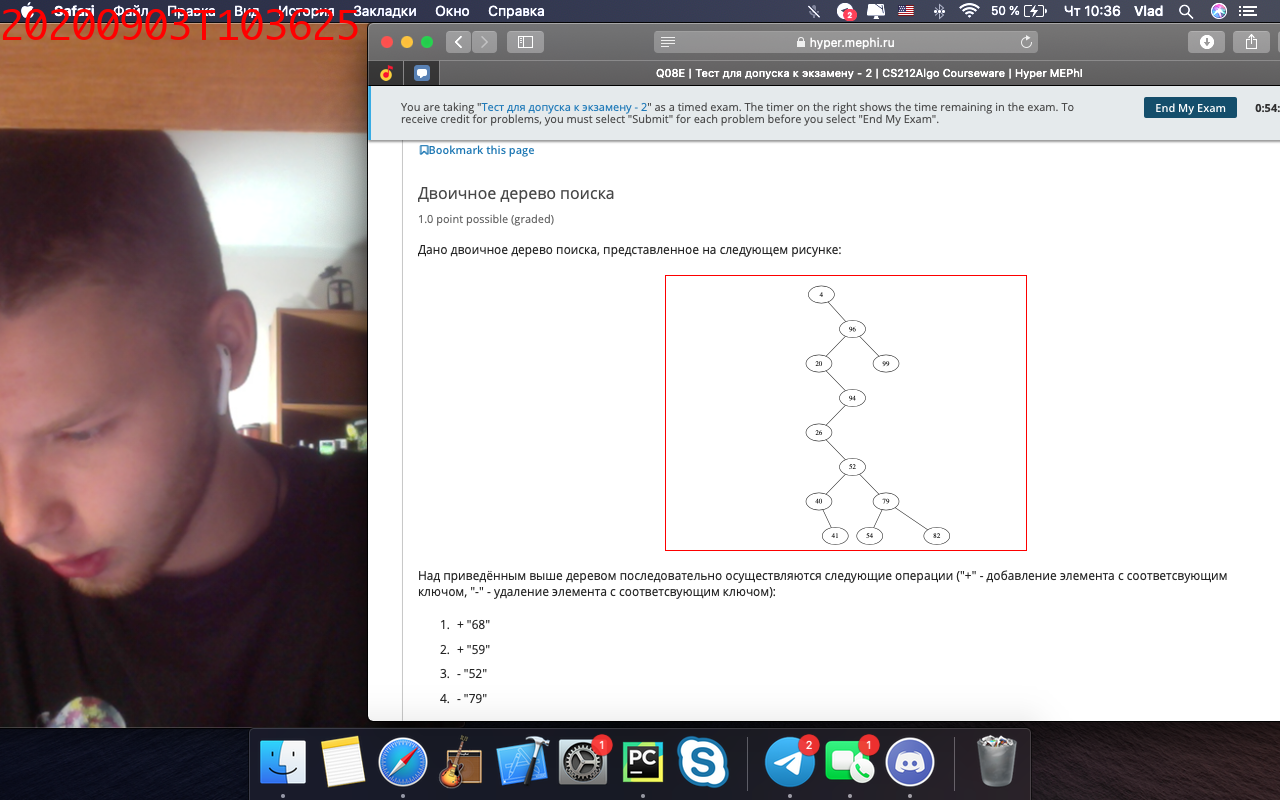 20200903T103625
Safari Файл Правка Вид История Закладки Окно Справка
2
50 %
Чт 10:36 Vlad
hyper.mephi.ru
Q08E | Тест для допуска к экзамену - 2 | CS212Algo Courseware | Hyper MEPhI
You are taking "Тест для допуска к экзамену - 2" as a timed exam. The timer on the right shows the time remaining in the exam. To
receive credit for problems, you must select "Submit" for each problem before you select "End My Exam".
End My Exam
0:54:
Bookmark this page
Двоичное дерево поиска
1.0 point possible (graded)
Дано двоичное дерево поиска, представленное на следующем рисунке:
4
96
20 99
94
26
52
40 79
41 54 82
Над приведённым выше деревом последовательно осуществляются следующие операции ("+" - добавление элемента с соответсвующим
ключом, "-" - удаление элемента с соответсвующим ключом):
1. + "68"
2. + "59"
3. - "52"
4. - "79"
1
PC
2
1